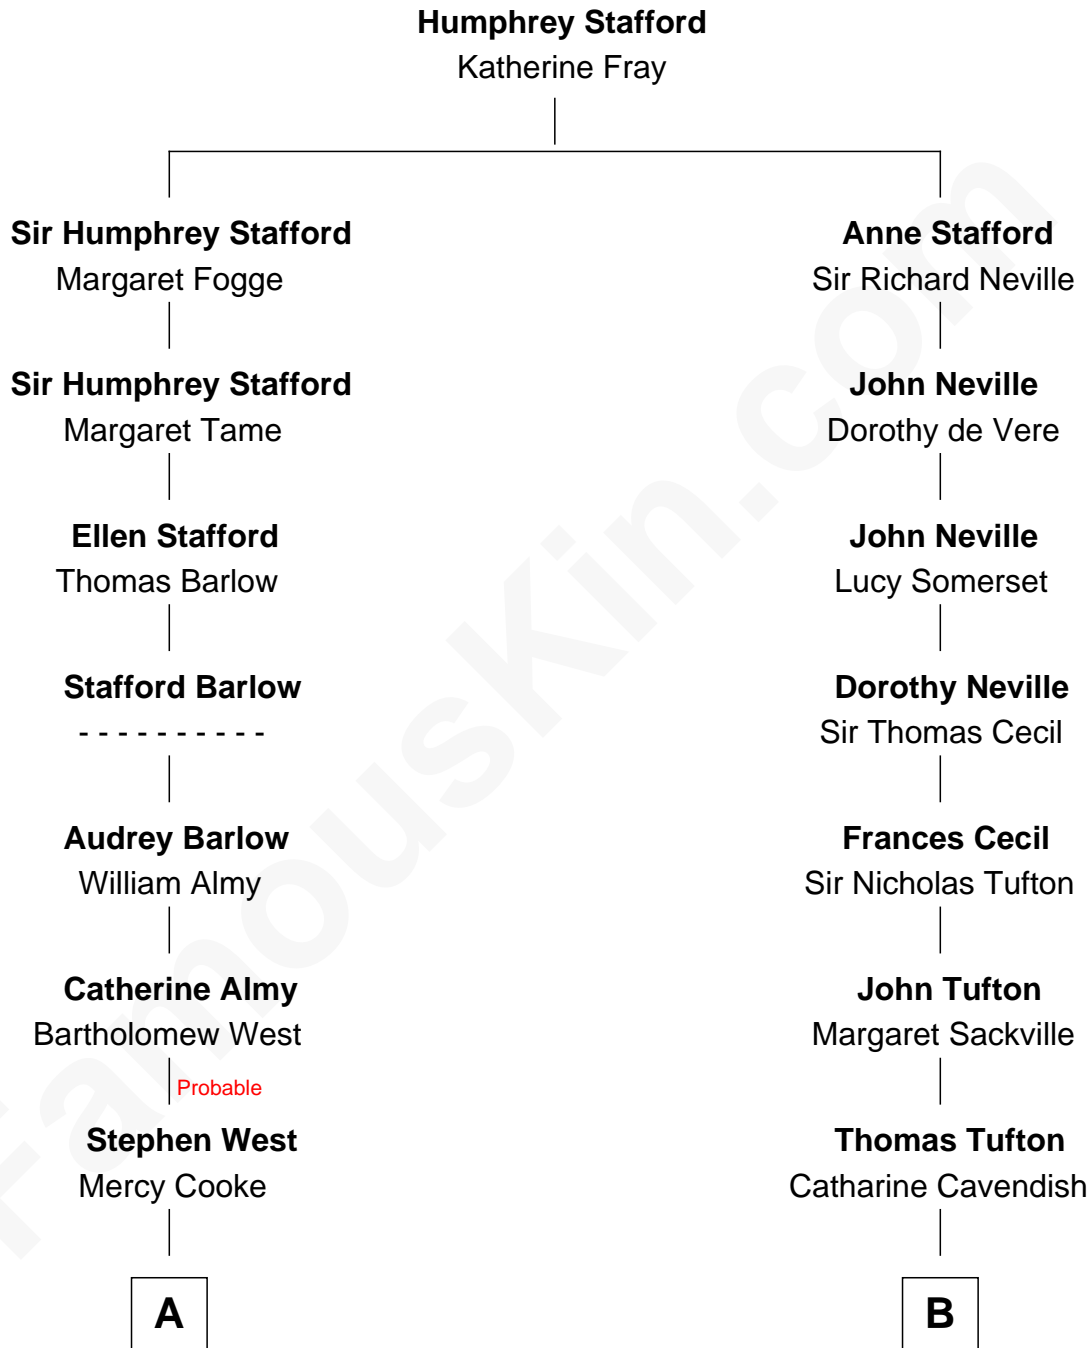 Humphrey Stafford
Katherine Fray
Sir Humphrey Stafford
Margaret Fogge
Anne Stafford
Sir Richard Neville
Sir Humphrey Stafford
Margaret Tame
John Neville
Dorothy de Vere
Ellen Stafford
Thomas Barlow
John Neville
Lucy Somerset
Stafford Barlow
- - - - - - - - - -
Dorothy Neville
Sir Thomas Cecil
Audrey Barlow
William Almy
Frances Cecil
Sir Nicholas Tufton
Catherine Almy
Bartholomew West
John Tufton
Margaret Sackville
Probable
Stephen West
Mercy Cooke
Thomas Tufton
Catharine Cavendish
A
B
FamousKin.com